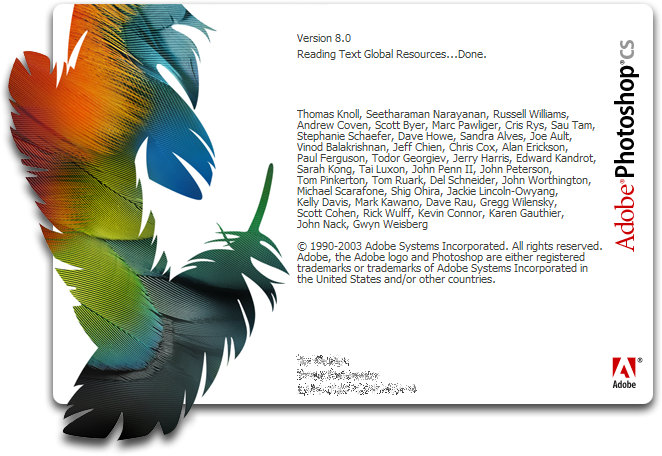 Version 8.0
Reading Text Global Resources...Done.
Thomas Knoll, Seetharaman Narayanan, Russell Williams,
Andrew Coven, Scott Byer, Marc Pawliger, Cris Rys, Sau Tam,
Stephanie Schaefer, Dave Howe, Sandra Alves, Joe Ault,
Vinod Balakrishnan, Jeff Chien, Chris Cox, Alan Erickson,
Paul Ferguson, Todor Georgiev, Jerry Harris, Edward Kandrot,
Sarah Kong, Tai Luxon, John Penn II, John Peterson,
Tom Pinkerton, Tom Ruark, Del Schneider, John Worthington,
Michael Scarafone, Shig Ohira, Jackie Lincoln-Owyang,
Kelly Davis, Mark Kawano, Dave Rau, Gregg Wilensky,
Scott Cohen, Rick Wulff, Kevin Connor, Karen Gauthier,
John Nack, Gwyn Weisberg
© 1990-2003 Adobe Systems Incorporated. All rights reserved.
Adobe, the Adobe logo and Photoshop are either registered
trademarks or trademarks of Adobe Systems Incorporated in
the United States and/or other countries.
Adobe® Photoshop® CS
®
Adobe